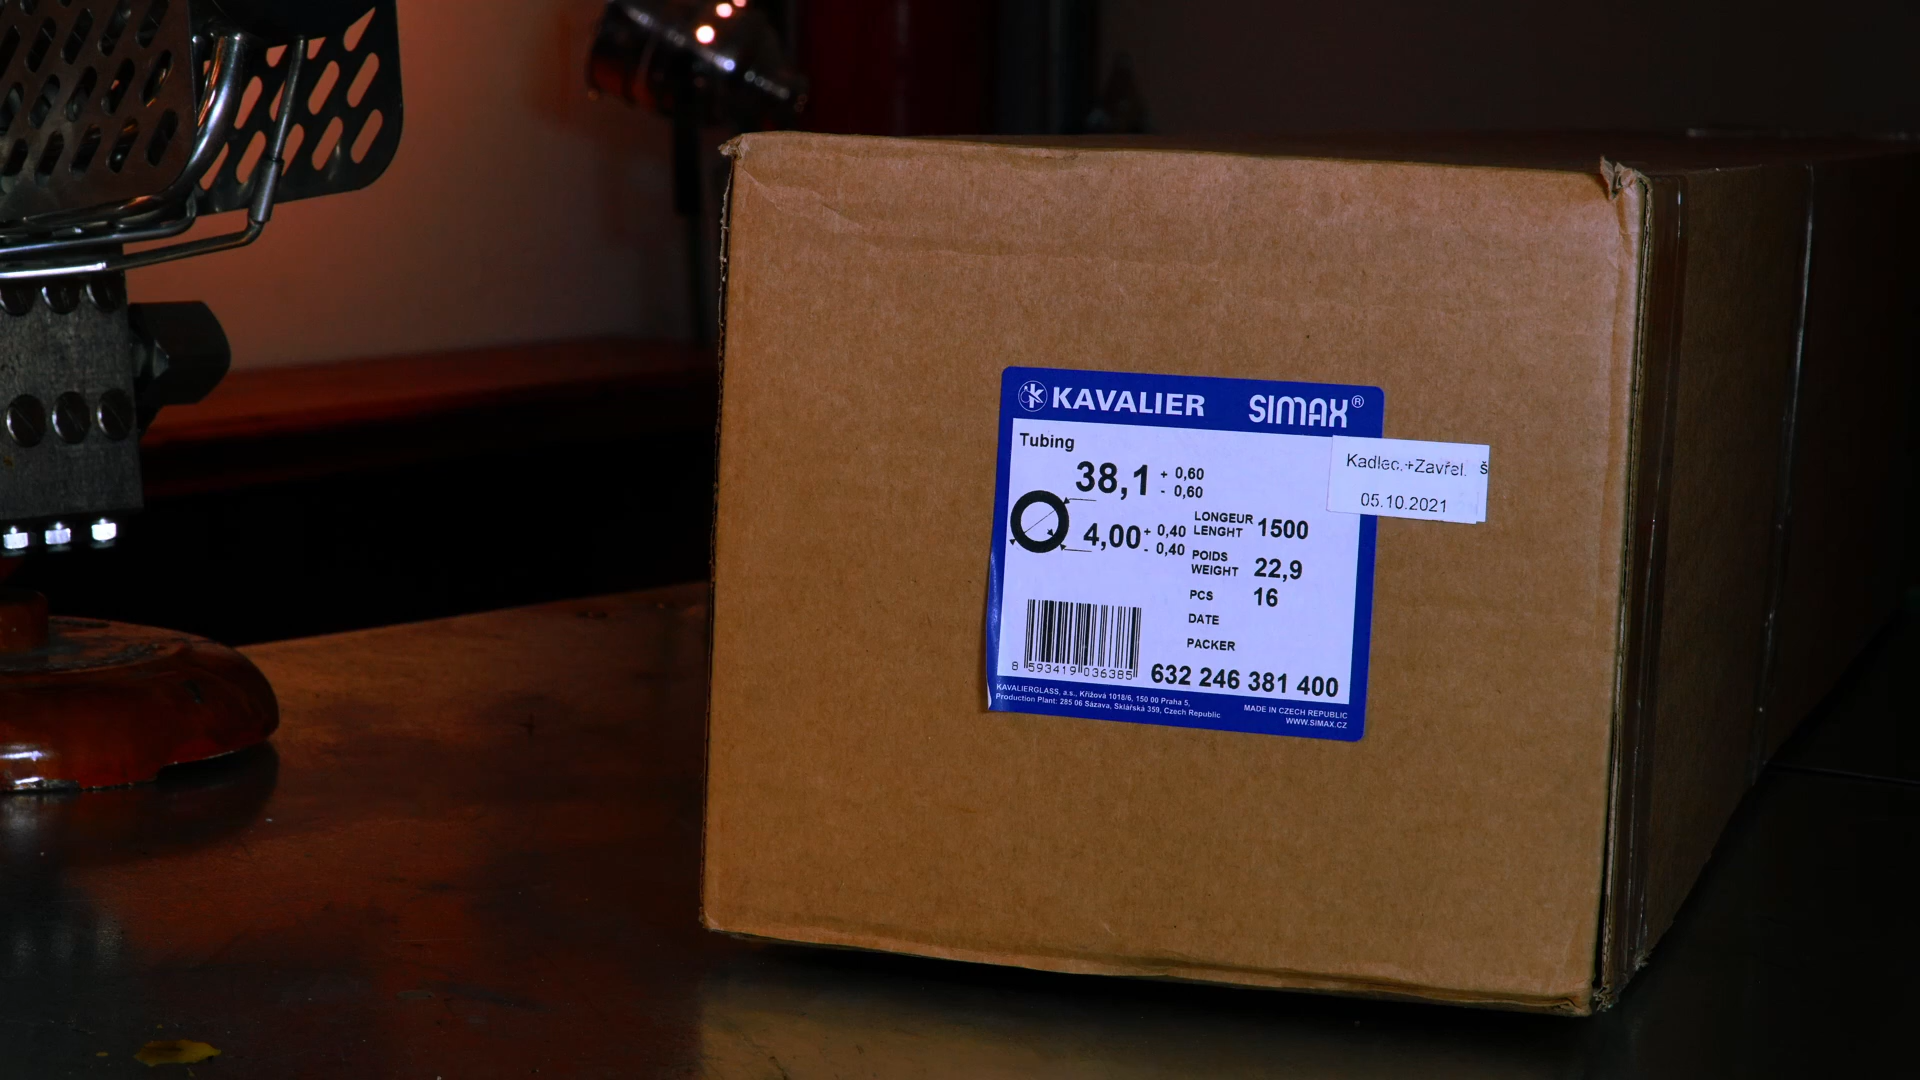 KAVALIER SIMAX®
Tubing
38,1 + 0,60
- 0,60
4,00 + 0,40
- 0,40
LONGEUR
LENGHT 1500
POIDS
WEIGHT 22,9
PCS 16
DATE
PACKER
8 593419 036385
632 246 381 400
KAVALIERGLASS, a.s., Křížová 1018/6, 150 00 Praha 5,
Production Plant: 285 06 Sázava, Sklářská 359, Czech Republic
MADE IN CZECH REPUBLIC
WWW.SIMAX.CZ
Kadlec.+Zavřel. š
05.10.2021